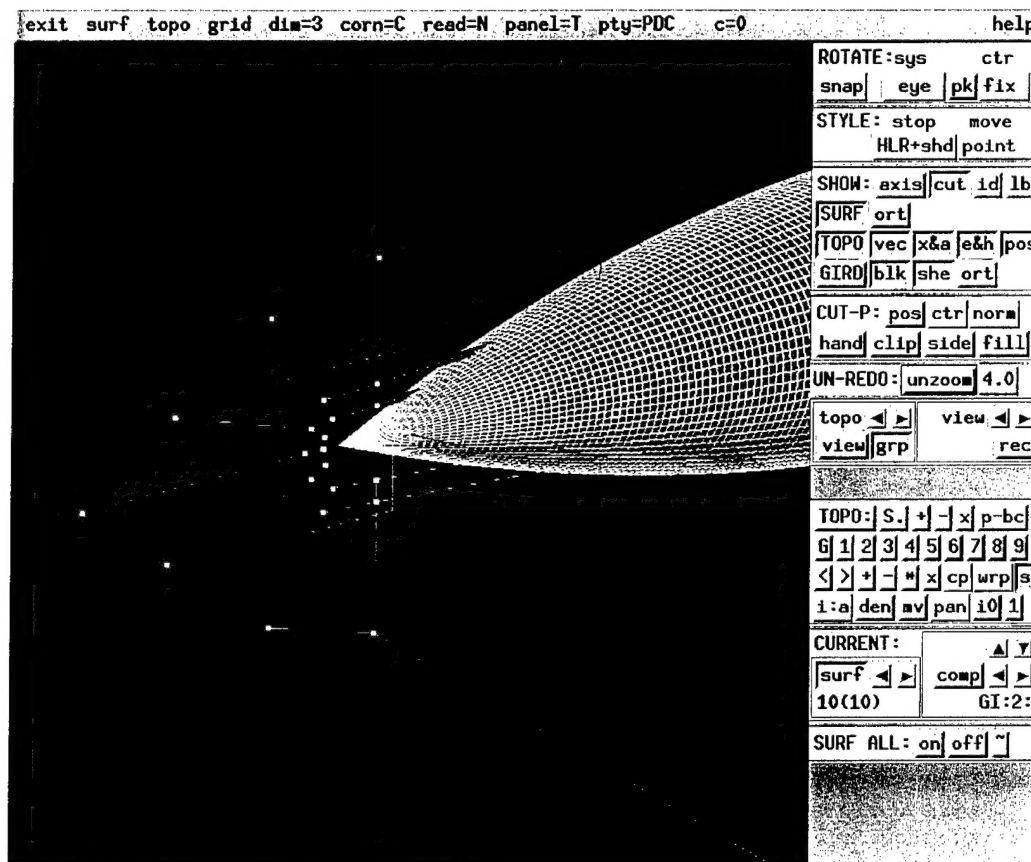 exit surf topo grid dim=3 corn=C read=N panel=T pty=PDC c=0 help
ROTATE:sys ctr
snap eye pk fix
STYLE: stop move
HLR+shd point
SHOW: axis cut id lb
SURF ort
TOPO vec x&a e&h pos
GIRD blk she ort
CUT-P: pos ctr norm
hand clip side fill
UN-REDO: unzoom 4.0
topo ◄ ► view ◄ ►
view grp rec
TOPO: S. + - x p-bc
G 1 2 3 4 5 6 7 8 9
< > + - * x cp wrp s
i:a den mv pan i0 1
CURRENT: ▲ ▼
surf ◄ ► comp ◄ ►
10(10) GI:2:
SURF ALL: on off ~